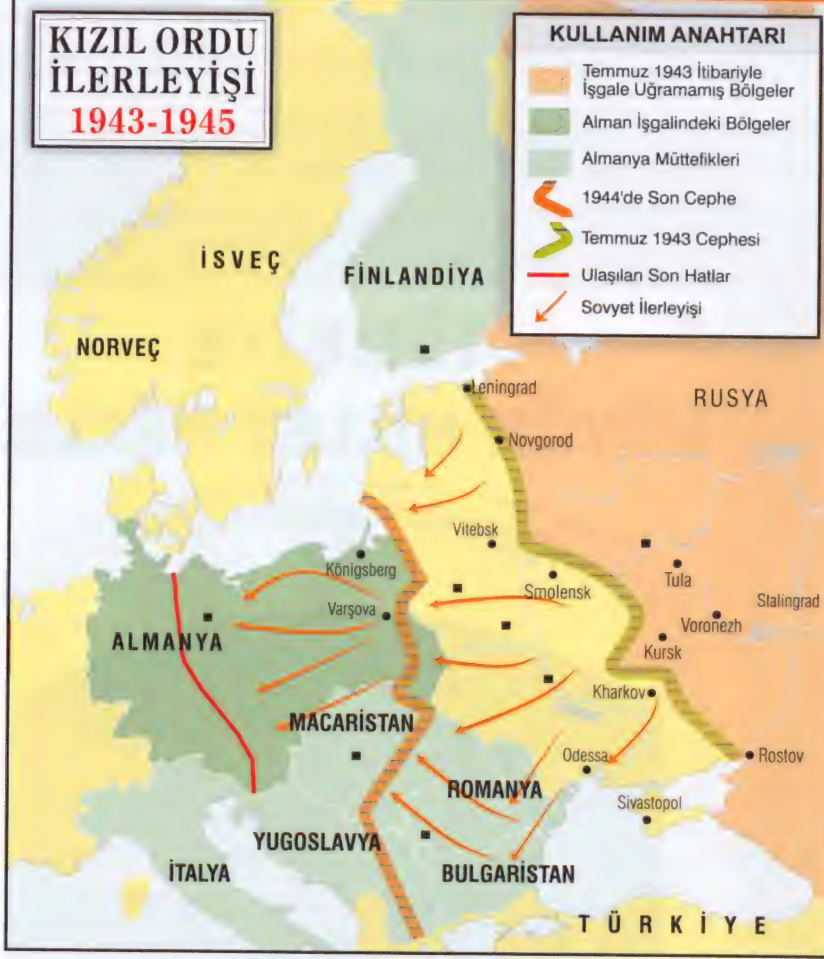 KIZIL ORDU
İLERLEYİŞİ
1943-1945
KULLANIM ANAHTARI
Temmuz 1943 İtibariyle
İşgale Uğramamış Bölgeler
Alman İşgalindeki Bölgeler
Almanya Müttefikleri
1944'de Son Cephe
Temmuz 1943 Cephesi
Ulaşılan Son Hatlar
Sovyet İlerleyişi
İSVEÇ
FİNLANDİYA
NORVEÇ
Leningrad
RUSYA
Novgorod
Vitebsk
Königsberg
Smolensk
Tula
Stalingrad
Varşova
Voronezh
ALMANYA
Kursk
Kharkov
MACARİSTAN
Odessa
Rostov
ROMANYA
Sivastopol
YUGOSLAVYA
İTALYA
BULGARİSTAN
TÜRKİYE